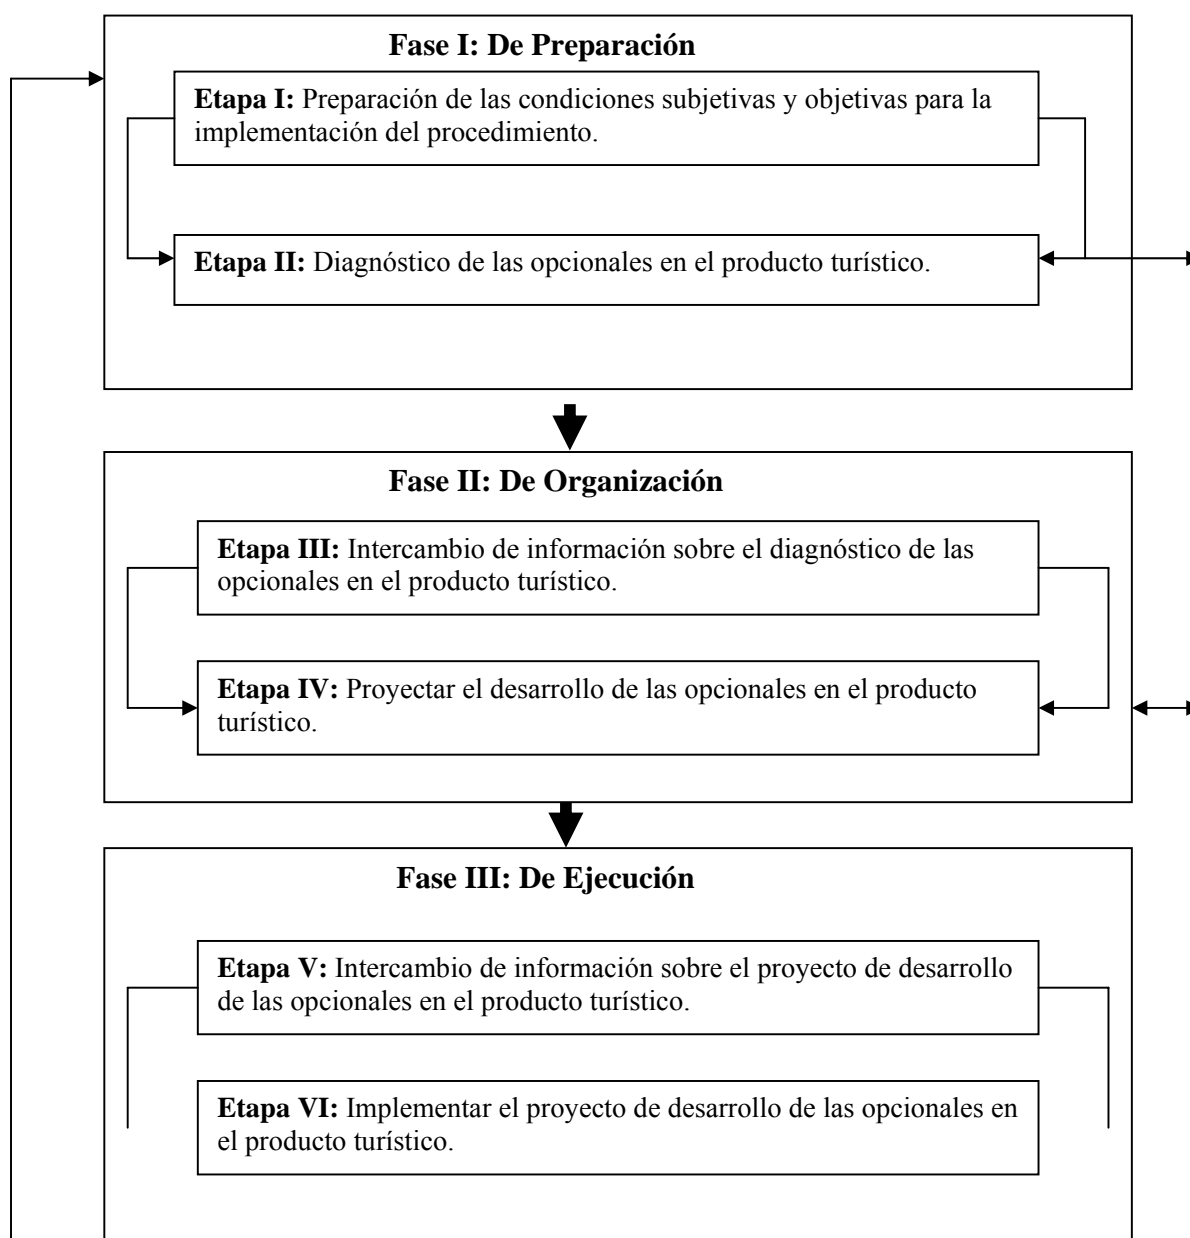 Fase I: De Preparación
Etapa I: Preparación de las condiciones subjetivas y objetivas para la
implementación del procedimiento.
Etapa II: Diagnóstico de las opcionales en el producto turístico.
Fase II: De Organización
Etapa III: Intercambio de información sobre el diagnóstico de las
opcionales en el producto turístico.
Etapa IV: Proyectar el desarrollo de las opcionales en el producto
turístico.
Fase III: De Ejecución
Etapa V: Intercambio de información sobre el proyecto de desarrollo
de las opcionales en el producto turístico.
Etapa VI: Implementar el proyecto de desarrollo de las opcionales en
el producto turístico.